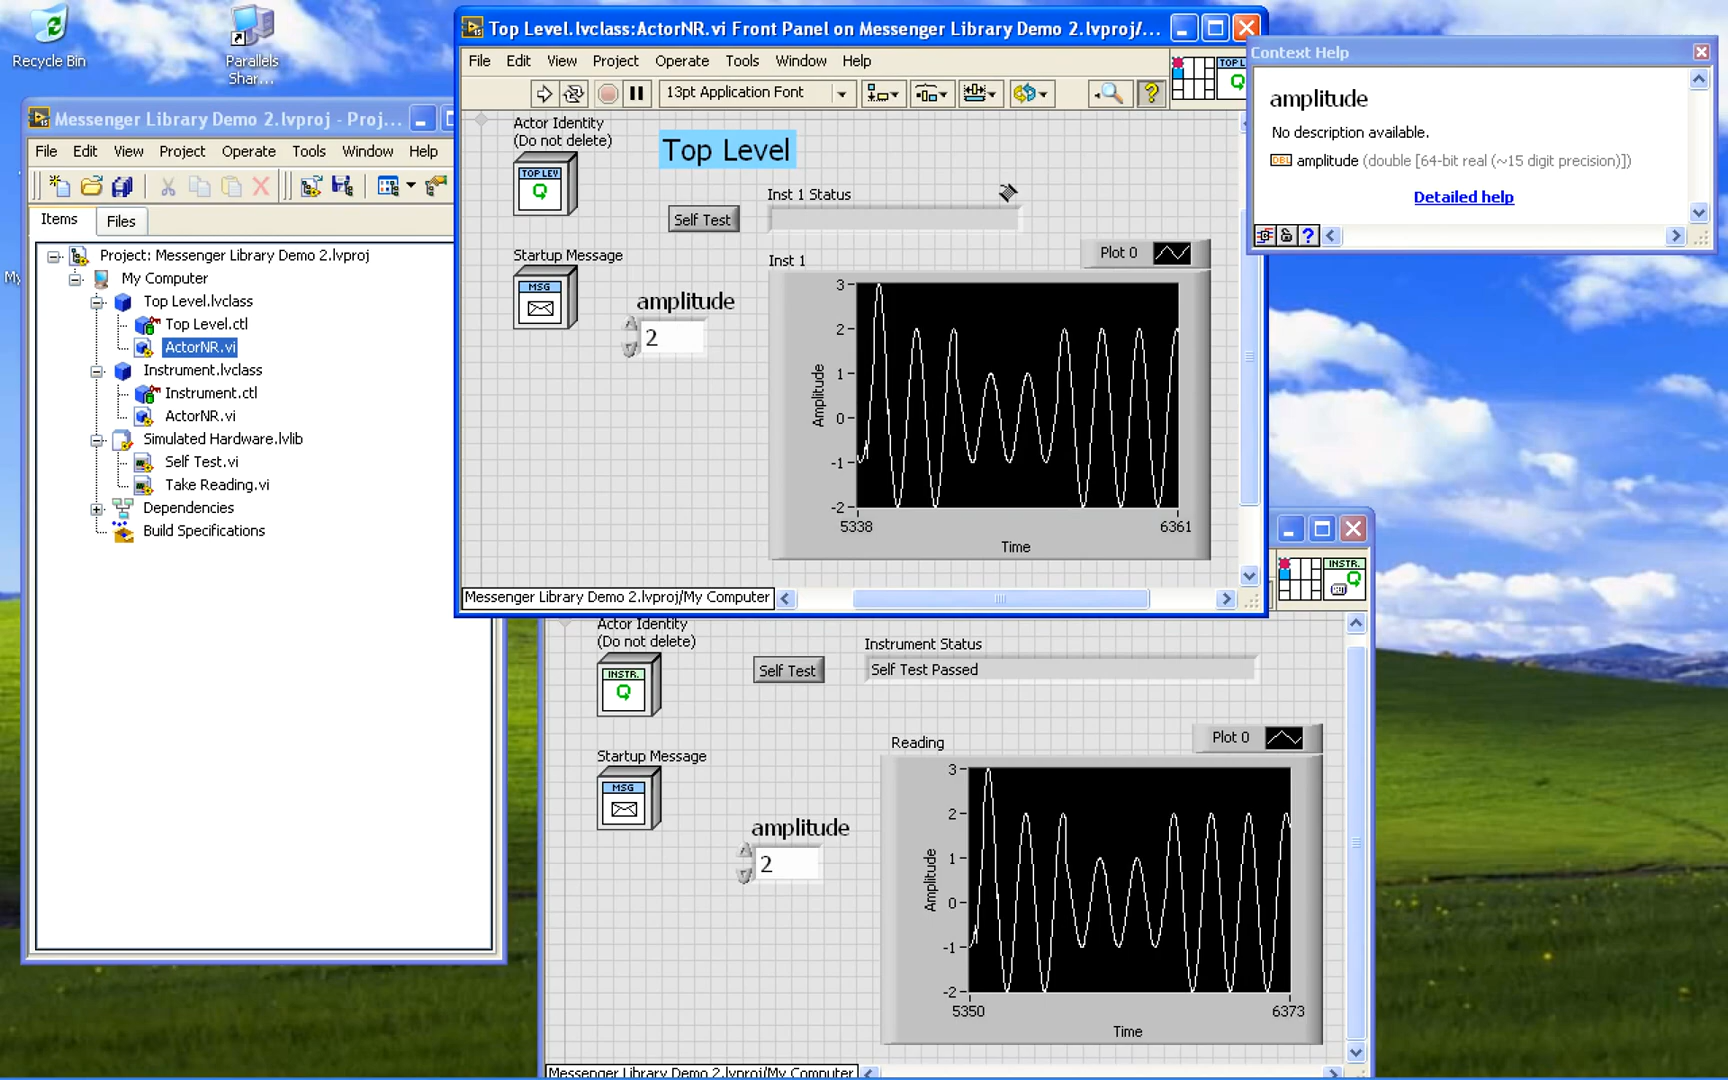 Recycle Bin
Parallels
Shar...
My
Messenger Library Demo 2.lvproj - Proj...
File Edit View Project Operate Tools Window Help
Items Files
Project: Messenger Library Demo 2.lvproj
My Computer
Top Level.lvclass
Top Level.ctl
ActorNR.vi
Instrument.lvclass
Instrument.ctl
ActorNR.vi
Simulated Hardware.lvlib
Self Test.vi
Take Reading.vi
Dependencies
Build Specifications
Top Level.lvclass:ActorNR.vi Front Panel on Messenger Library Demo 2.lvproj/...
File Edit View Project Operate Tools Window Help
TOP L
13pt Application Font
Actor Identity
(Do not delete)
TOP LEV
Top Level
Self Test
Inst 1 Status
Startup Message
MSG
amplitude
2
Inst 1
Plot 0
3
2
1
0
-1
-2
Amplitude
5338
6361
Time
Messenger Library Demo 2.lvproj/My Computer
Context Help
amplitude
No description available.
DBL amplitude (double [64-bit real (~15 digit precision)])
Detailed help
INSTR.
Actor Identity
(Do not delete)
INSTR.
Self Test
Instrument Status
Self Test Passed
Startup Message
MSG
amplitude
2
Reading
Plot 0
3
2
1
0
-1
-2
Amplitude
5350
6373
Time
Messenger Library Demo 2.lvproj/My Computer